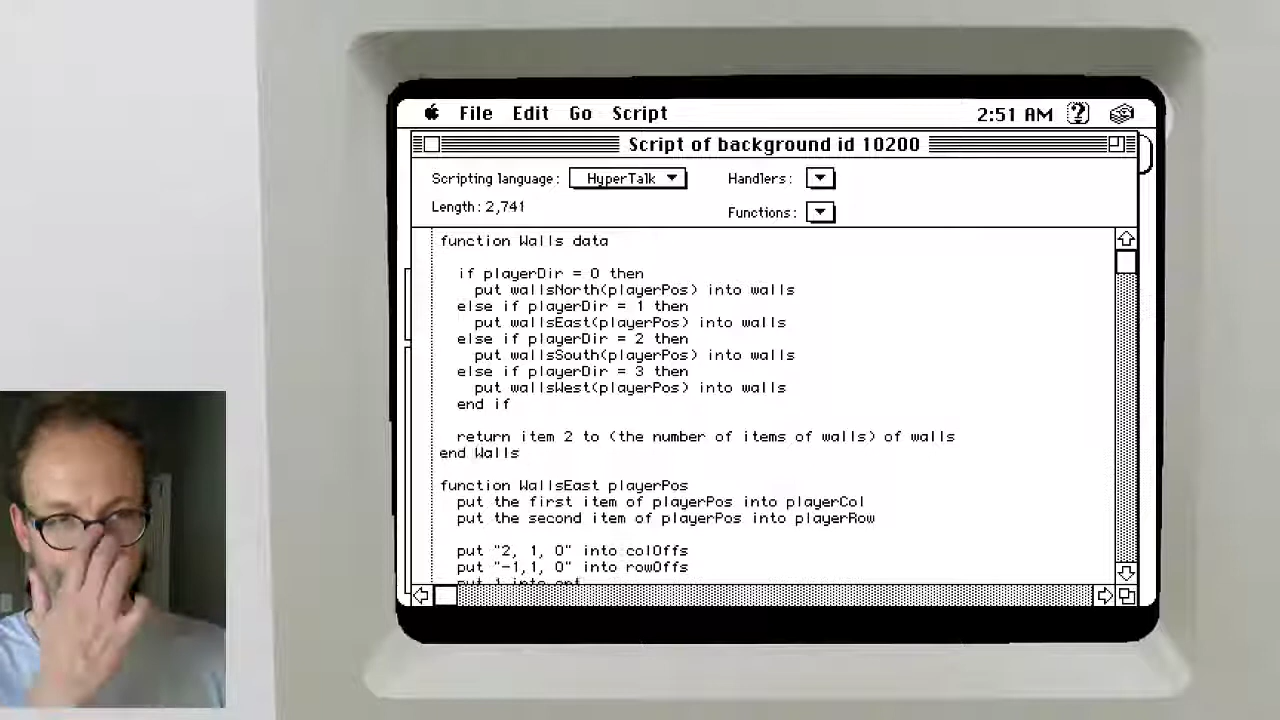 File Edit Go Script 2:51 AM
Script of background id 10200
Scripting language: HyperTalk Handlers:
Length: 2,741
Functions:
function Walls data
if playerDir = 0 then
put wallsNorth(playerPos) into walls
else if playerDir = 1 then
put wallsEast(playerPos) into walls
else if playerDir = 2 then
put wallsSouth(playerPos) into walls
else if playerDir = 3 then
put wallsWest(playerPos) into walls
end if
return item 2 to (the number of items of walls) of walls
end Walls
function WallsEast playerPos
put the first item of playerPos into playerCol
put the second item of playerPos into playerRow
put "2, 1, 0" into colOffs
put "-1,1, 0" into rowOffs
put 1 into